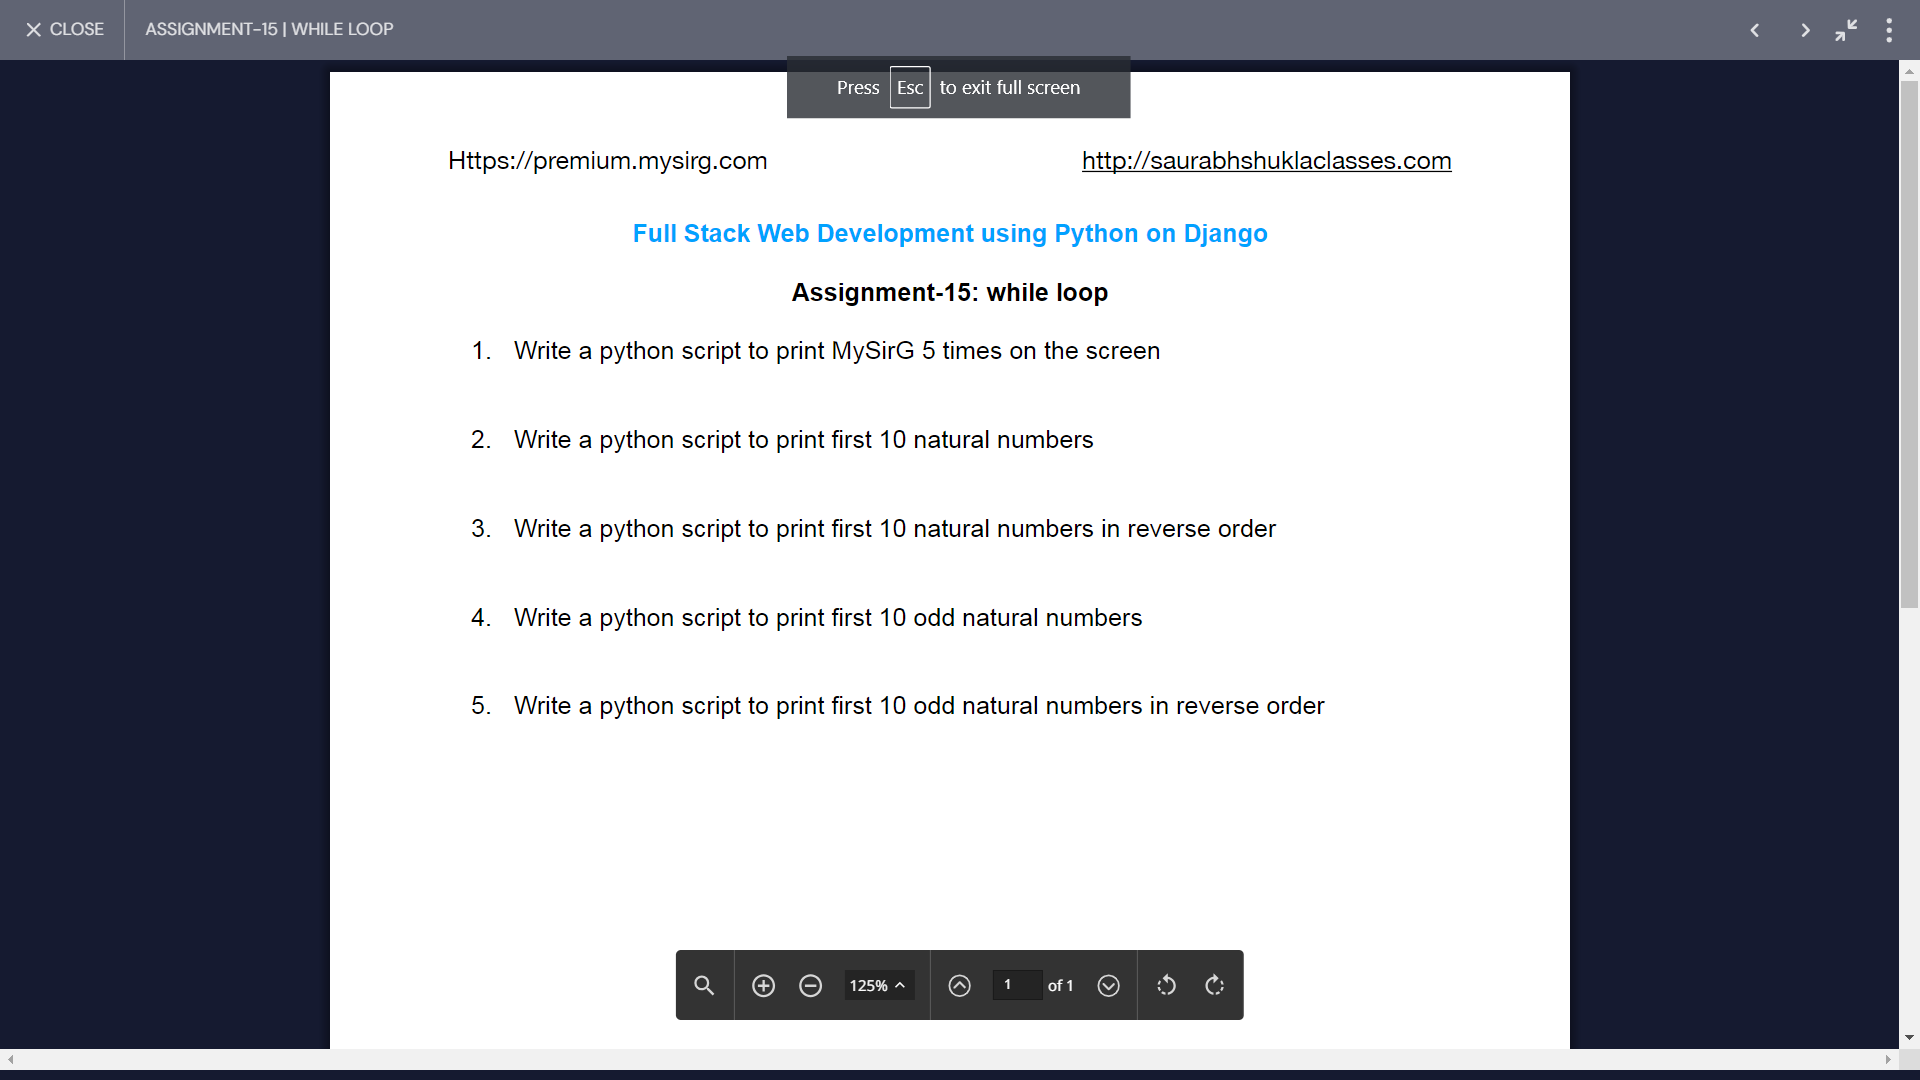 CLOSE
ASSIGNMENT-15 | WHILE LOOP
Press Esc to exit full screen
Https://premium.mysirg.com
http://saurabhshuklaclasses.com
Full Stack Web Development using Python on Django
Assignment-15: while loop
1. Write a python script to print MySirG 5 times on the screen
2. Write a python script to print first 10 natural numbers
3. Write a python script to print first 10 natural numbers in reverse order
4. Write a python script to print first 10 odd natural numbers
5. Write a python script to print first 10 odd natural numbers in reverse order
125%
1 of 1